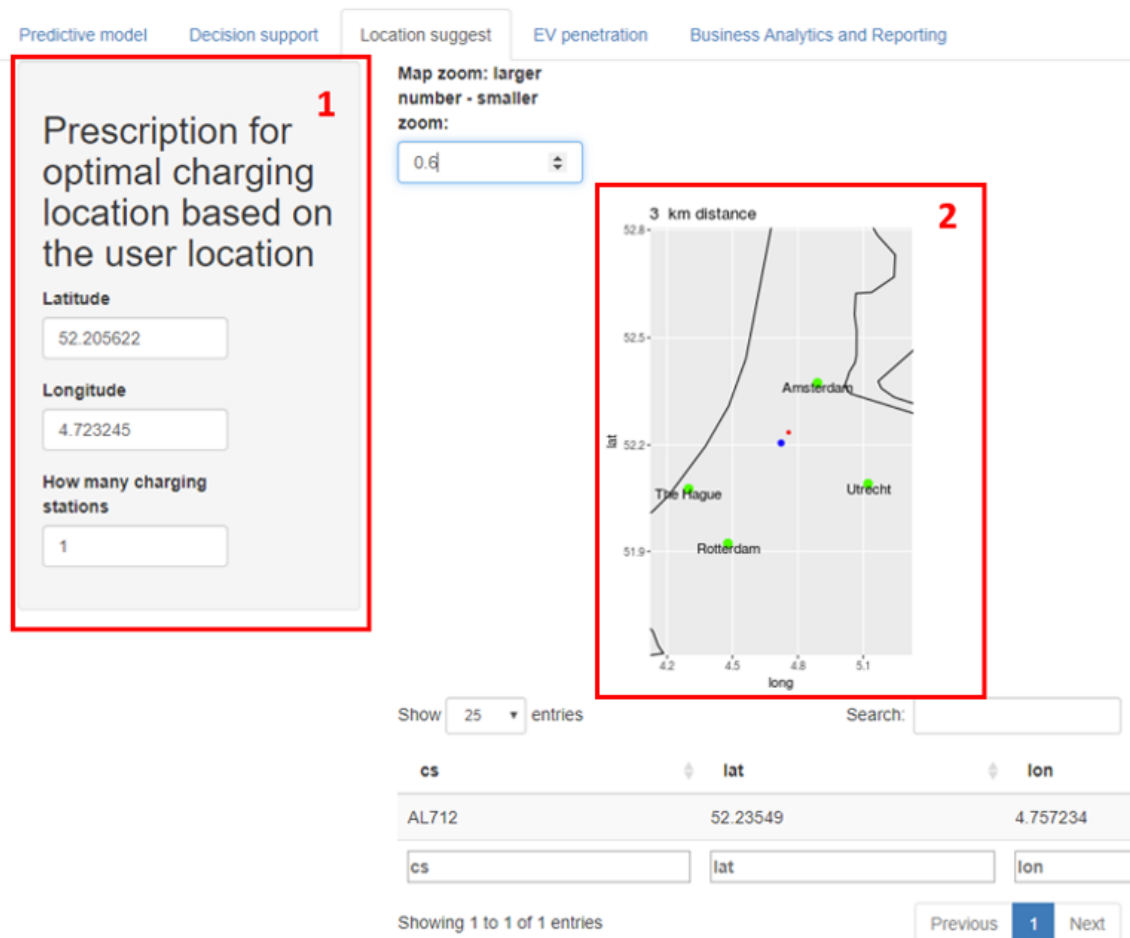 Predictive model Decision support Location suggest EV penetration Business Analytics and Reporting
1
Prescription for
optimal charging
location based on
the user location
Latitude
52.205622
Longitude
4.723245
How many charging
stations
1
Map zoom: larger
number - smaller
zoom:
0.6
2
3 km distance
52.8
52.5
52.2
51.9
lat
Amsterdam
The Hague
Utrecht
Rotterdam
4.2 4.5 4.8 5.1
long
Show 25 entries Search:
cs lat lon
AL712 52.23549 4.757234
cs lat lon
Showing 1 to 1 of 1 entries Previous 1 Next